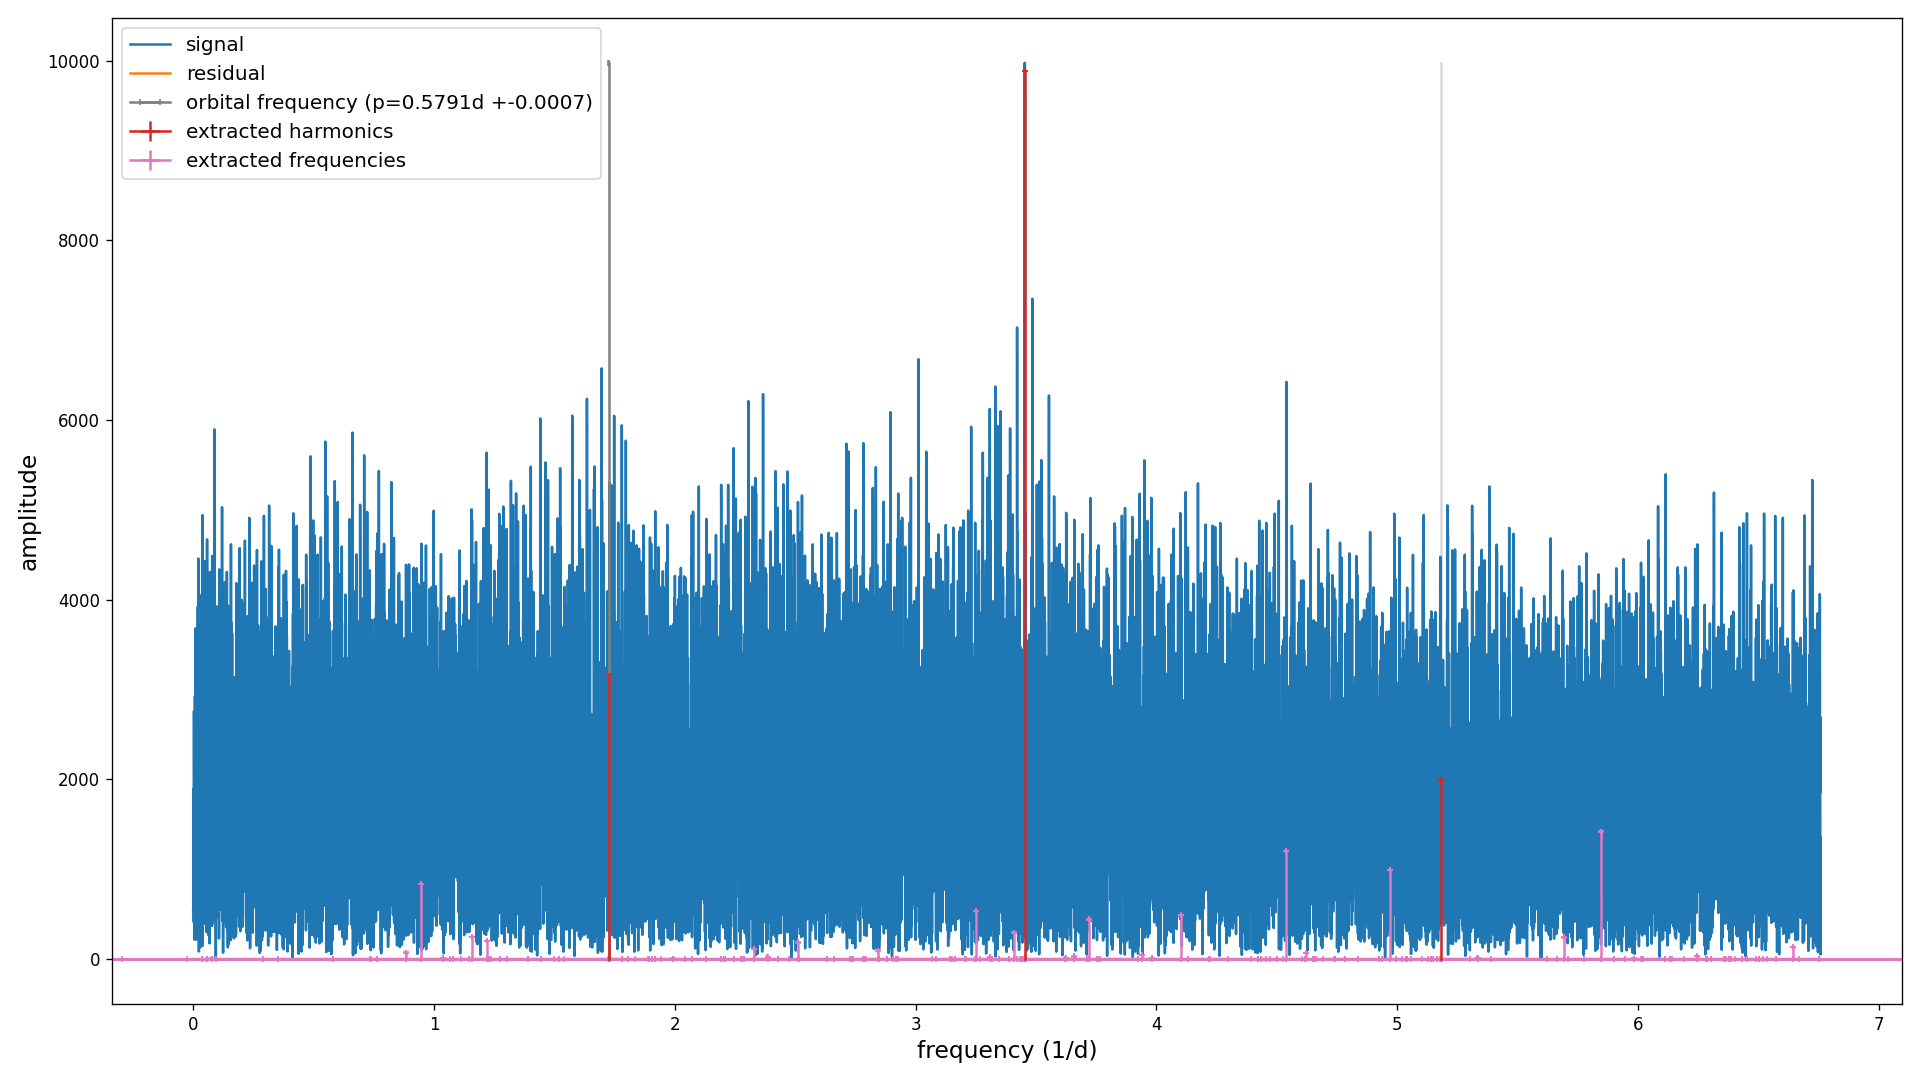 signal
residual
orbital frequency (p=0.5791d +-0.0007)
extracted harmonics
extracted frequencies
10000
8000
6000
4000
2000
0
amplitude
0 1 2 3 4 5 6 7
frequency (1/d)